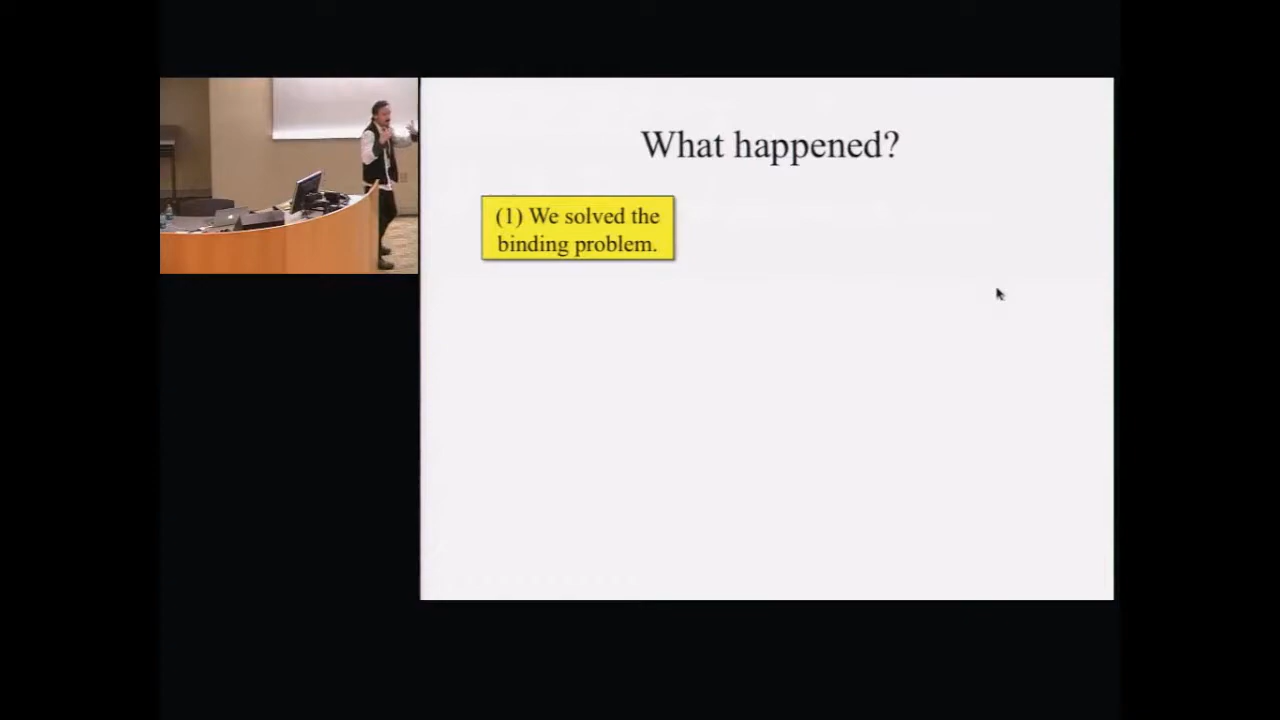 What happened?
(1) We solved the
binding problem.